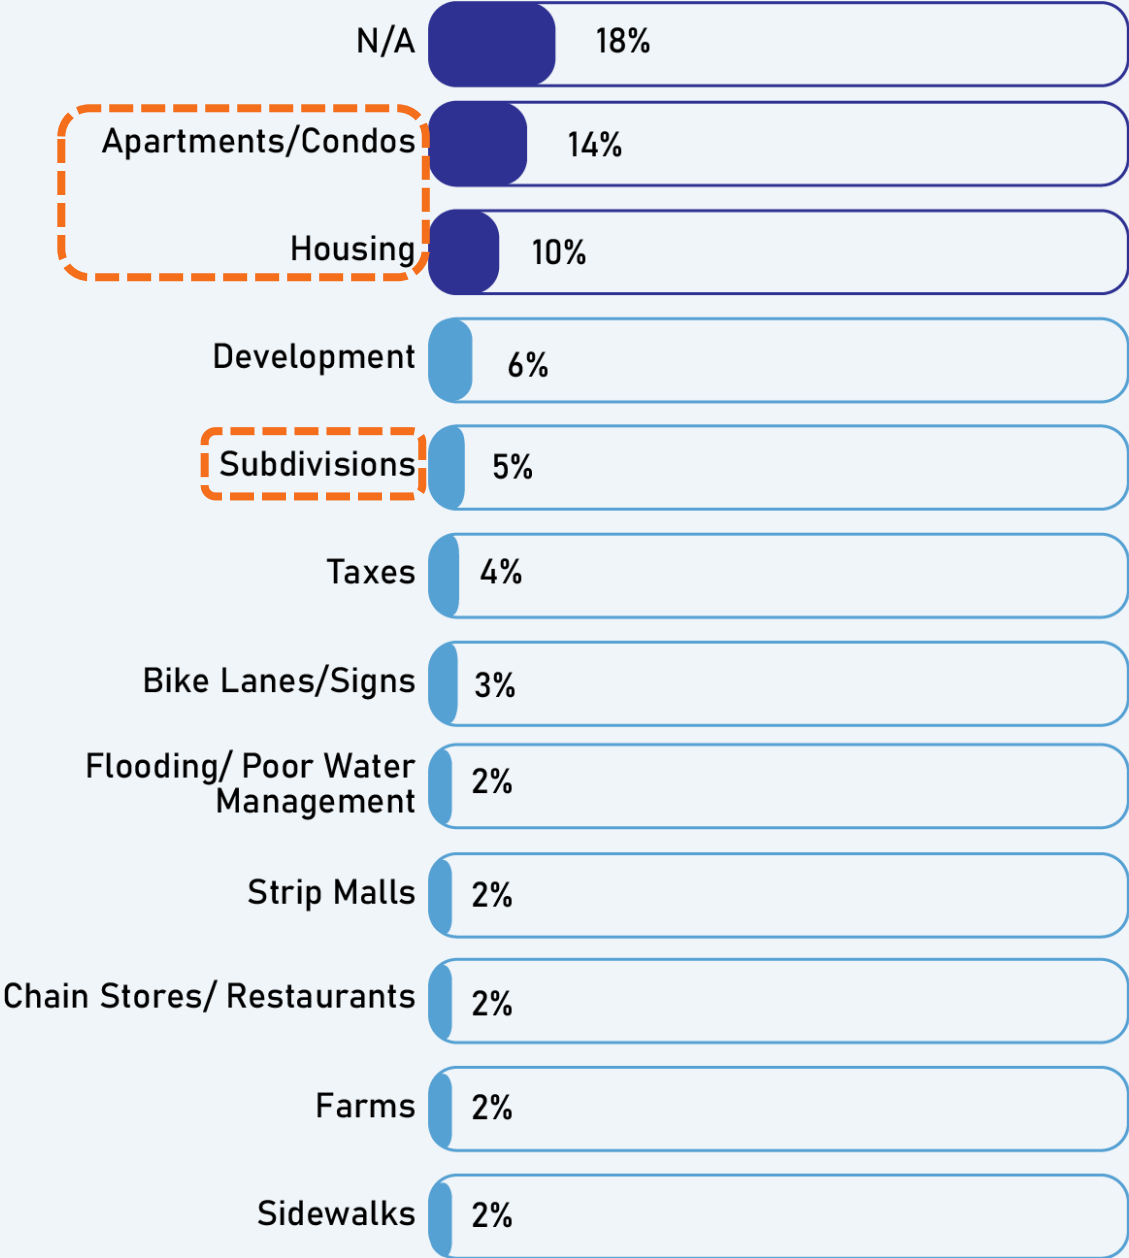 N/A 18%
Apartments/Condos 14%
Housing 10%
Development 6%
Subdivisions 5%
Taxes 4%
Bike Lanes/Signs 3%
Flooding/ Poor Water
Management 2%
Strip Malls 2%
Chain Stores/ Restaurants 2%
Farms 2%
Sidewalks 2%